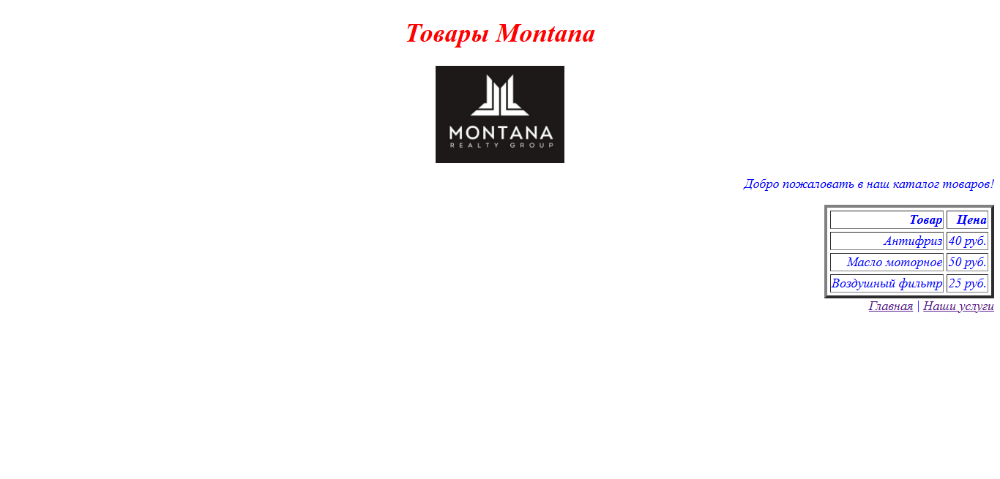 Товары Montana
MONTANA
REALTY GROUP
Добро пожаловать в наш каталог товаров!
Товар Цена
Антифриз 40 руб.
Масло моторное 50 руб.
Воздушный фильтр 25 руб.
Главная | Наши услуги